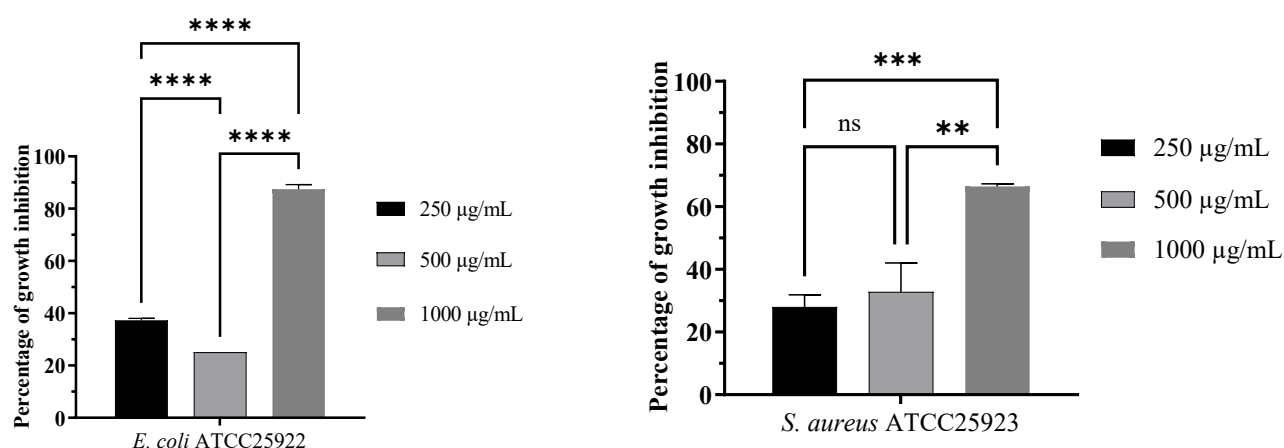 ****
****
****
Percentage of growth inhibition
100
80
60
40
20
0
E. coli ATCC25922
250 µg/mL
500 µg/mL
1000 µg/mL
***
ns
**
Percentage of growth inhibition
100
80
60
40
20
0
S. aureus ATCC25923
250 µg/mL
500 µg/mL
1000 µg/mL